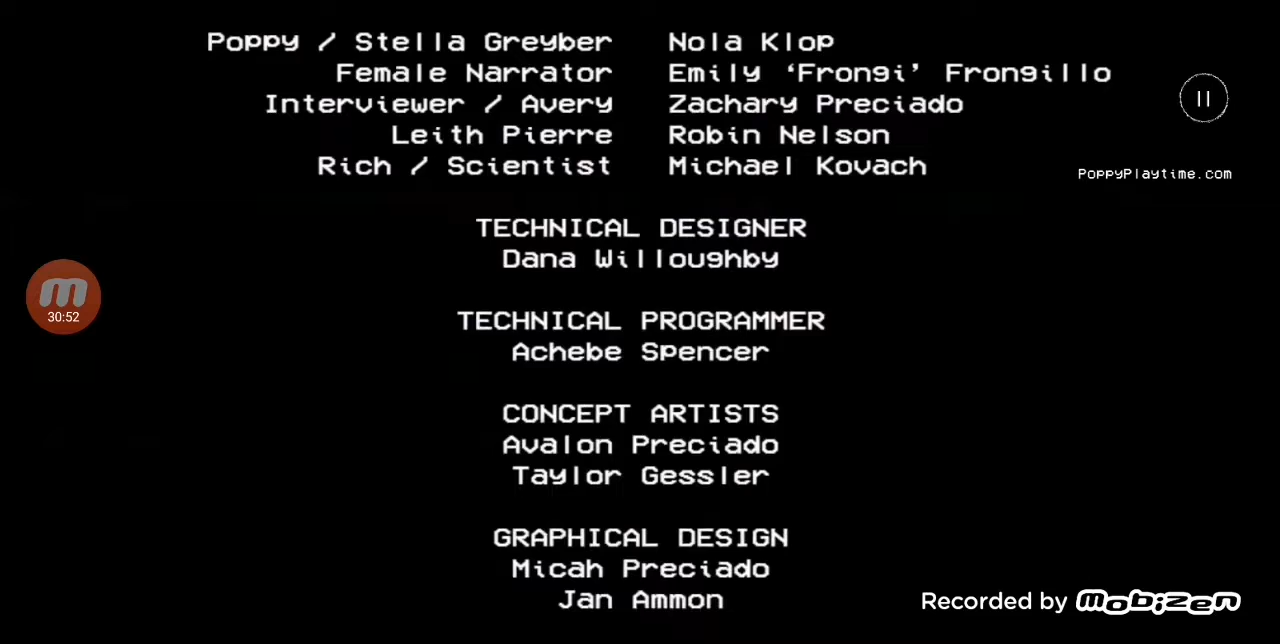 Poppy / Stella Greyber Nola Klop
Female Narrator Emily ‘Frongi’ Frongillo
Interviewer / Avery Zachary Preciado
Leith Pierre Robin Nelson
Rich / Scientist Michael Kovach
PoppyPlaytime.com
TECHNICAL DESIGNER
Dana Willoughby
30:52
TECHNICAL PROGRAMMER
Achebe Spencer
CONCEPT ARTISTS
Avalon Preciado
Taylor Gessler
GRAPHICAL DESIGN
Micah Preciado
Jan Ammon
Recorded by mobizen